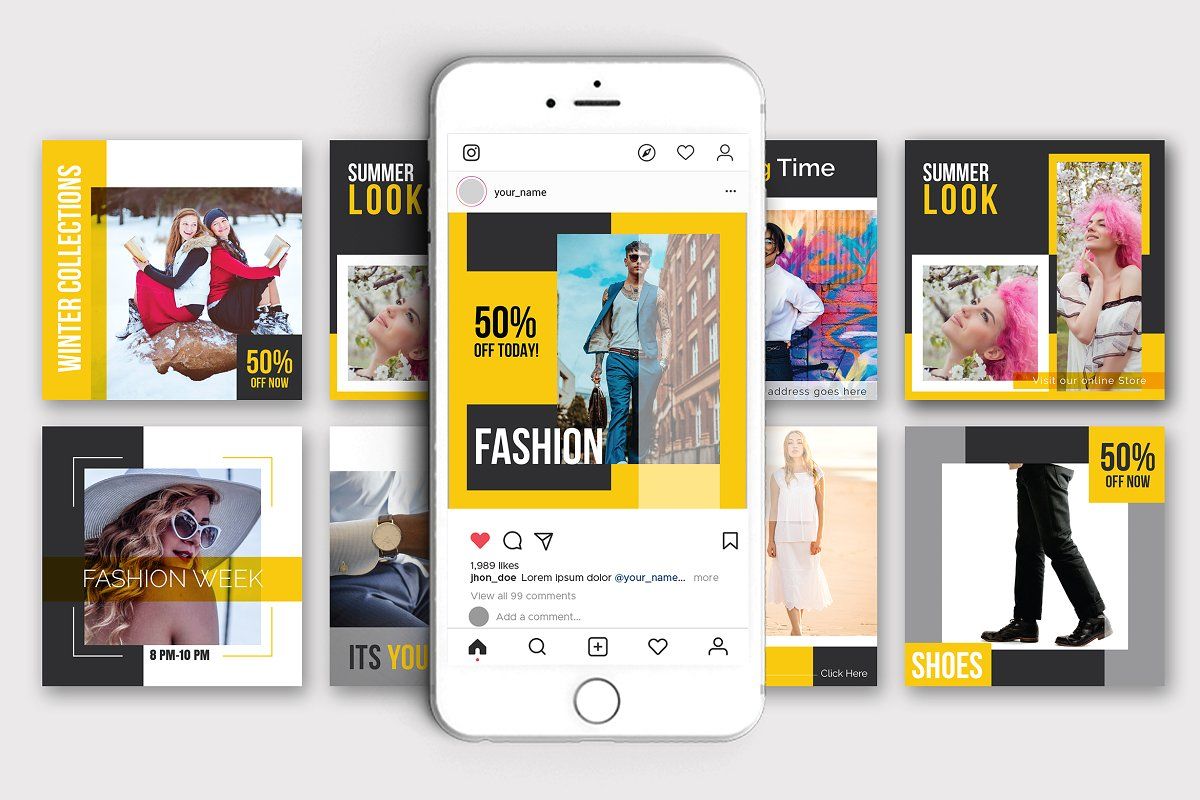 WINTER COLLECTIONS
50%
OFF NOW
SUMMER
LOOK
your_name
50%
OFF TODAY!
FASHION
1,989 likes
jhon_doe Lorem ipsum dolor @your_name... more
View all 99 comments
Add a comment...
Time
address goes here
SUMMER
LOOK
Visit our online Store
FASHION WEEK
8 PM-10 PM
ITS YOU
Click Here
50%
OFF NOW
SHOES